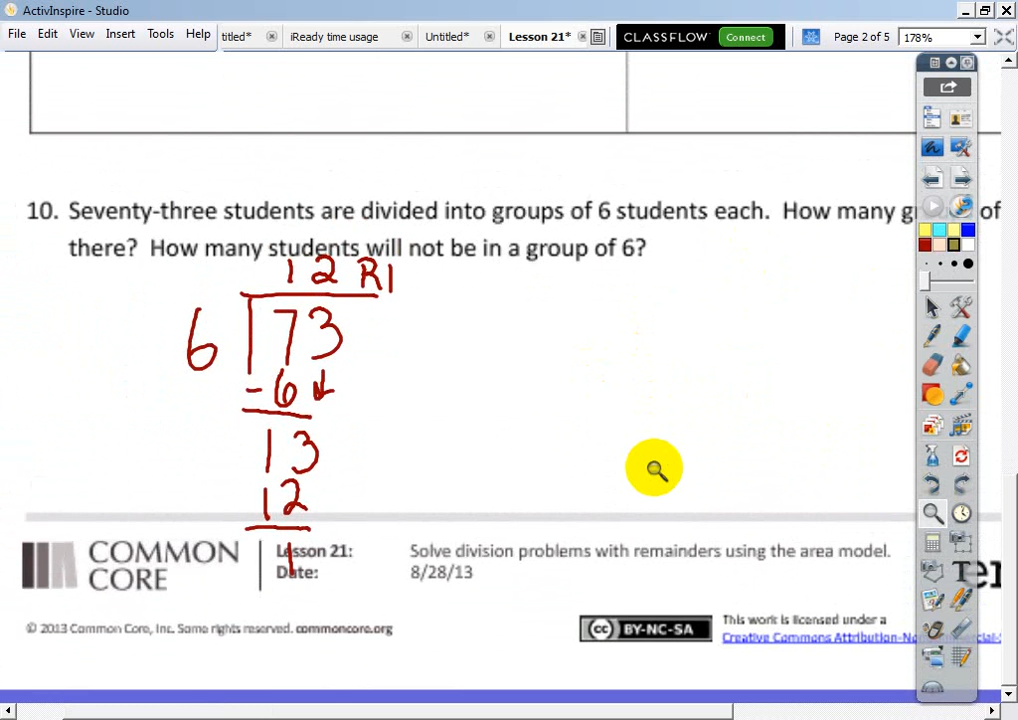 ActivInspire - Studio
File Edit View Insert Tools Help titled* iReady time usage Untitled* Lesson 21* CLASSFLOW Connect Page 2 of 5 178%
10. Seventy-three students are divided into groups of 6 students each. How many of
there? How many students will not be in a group of 6?
12 R1
6 73
-6
13
12
1
COMMON
CORE
Lesson 21: Solve division problems with remainders using the area model.
Date: 8/28/13
© 2013 Common Core, Inc. Some rights reserved. commoncore.org
cc BY-NC-SA
This work is licensed under a
Creative Commons Attribution-